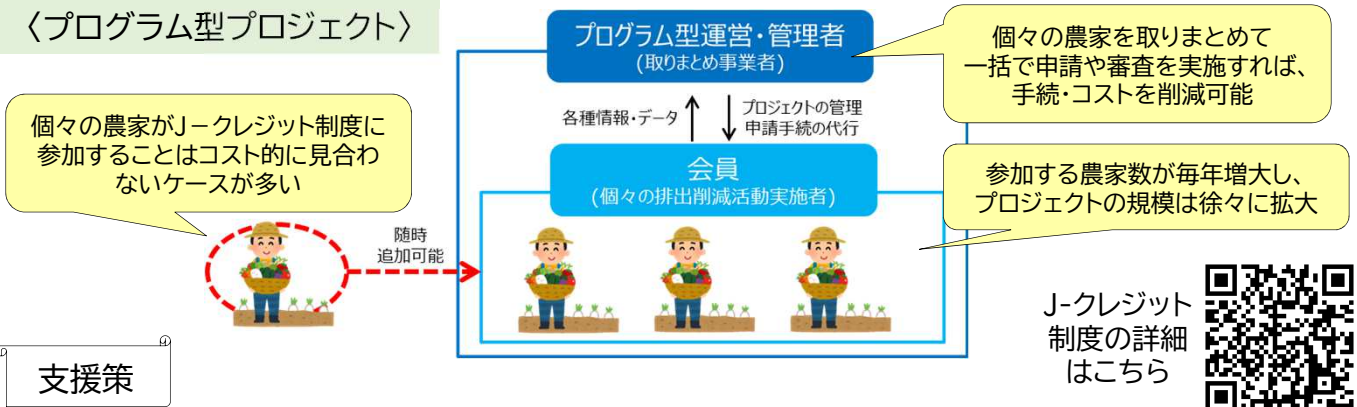 〈プログラム型プロジェクト〉
プログラム型運営・管理者
(取りまとめ事業者)
個々の農家を取りまとめて
一括で申請や審査を実施すれば、
手続・コストを削減可能
各種情報・データ
プロジェクトの管理
申請手続の代行
個々の農家がJ-クレジット制度に
参加することはコスト的に見合わ
ないケースが多い
会員
(個々の排出削減活動実施者)
参加する農家数が毎年増大し、
プロジェクトの規模は徐々に拡大
随時
追加可能
J-クレジット
制度の詳細
はこちら
支援策